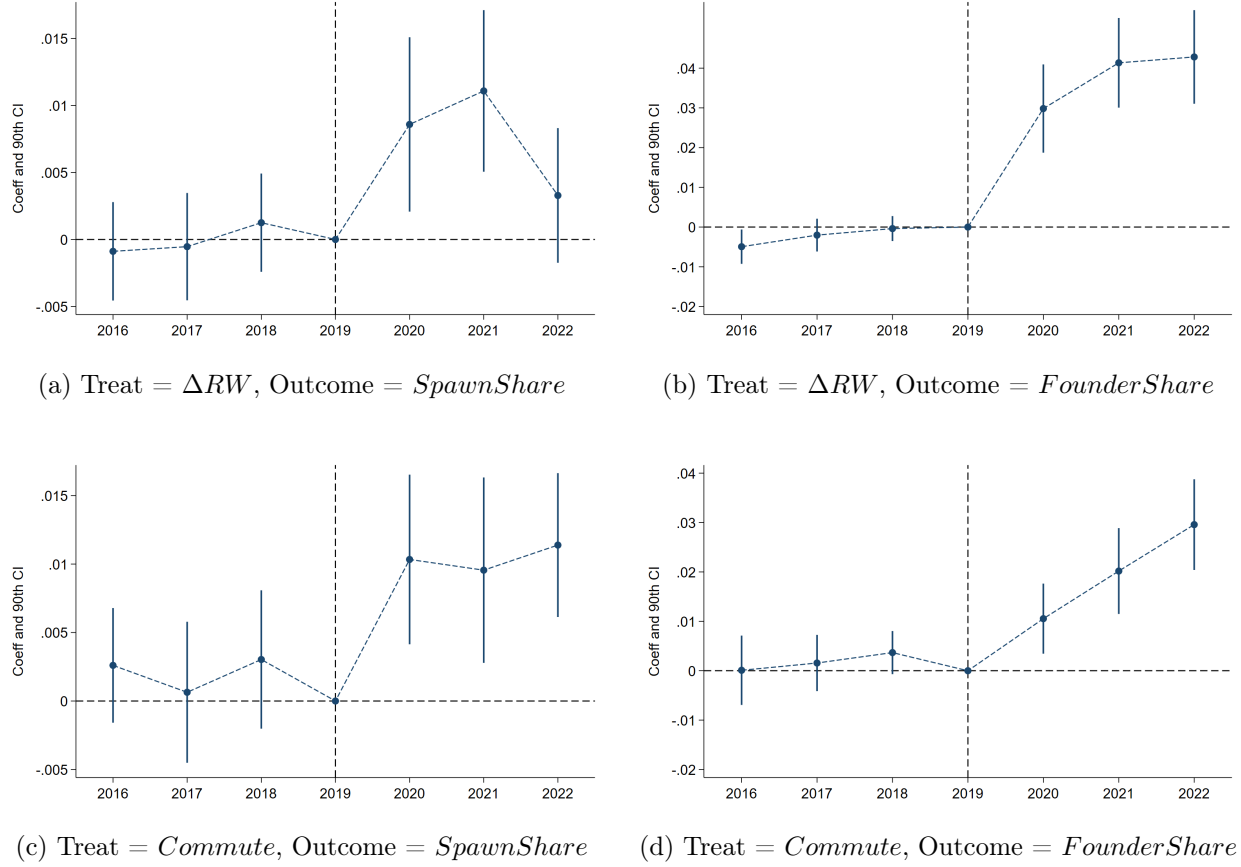 Coeff and 90th CI
.015
.01
.005
0
-.005
2016 2017 2018 2019 2020 2021 2022
(a) Treat = ΔRW, Outcome = SpawnShare
Coeff and 90th CI
.04
.03
.02
.01
0
-.01
-.02
2016 2017 2018 2019 2020 2021 2022
(b) Treat = ΔRW, Outcome = FounderShare
Coeff and 90th CI
.015
.01
.005
0
-.005
2016 2017 2018 2019 2020 2021 2022
(c) Treat = Commute, Outcome = SpawnShare
Coeff and 90th CI
.04
.03
.02
.01
0
-.01
-.02
2016 2017 2018 2019 2020 2021 2022
(d) Treat = Commute, Outcome = FounderShare